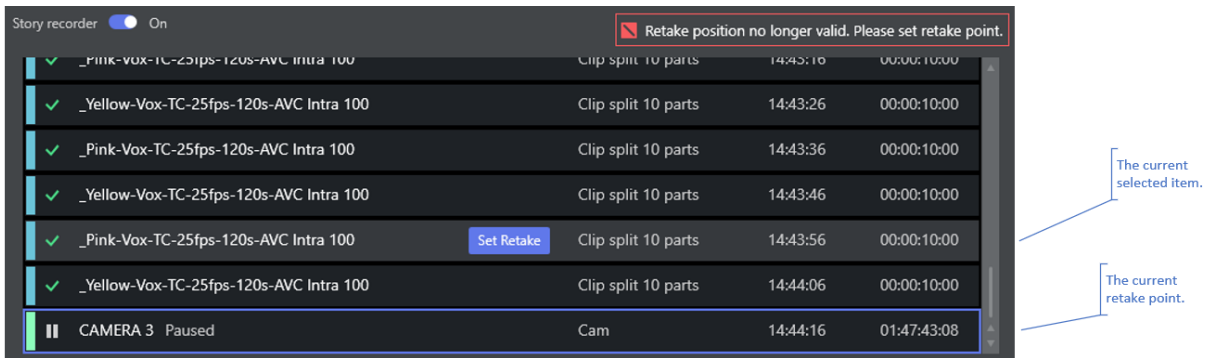 Story recorder On
Retake position no longer valid. Please set retake point.
_Pink-Vox-TC-25fps-120s-AVC Intra 100 Clip split 10 parts 14:43:16 00:00:10:00
_Yellow-Vox-TC-25fps-120s-AVC Intra 100 Clip split 10 parts 14:43:26 00:00:10:00
_Pink-Vox-TC-25fps-120s-AVC Intra 100 Clip split 10 parts 14:43:36 00:00:10:00
_Yellow-Vox-TC-25fps-120s-AVC Intra 100 Clip split 10 parts 14:43:46 00:00:10:00
_Pink-Vox-TC-25fps-120s-AVC Intra 100 Set Retake Clip split 10 parts 14:43:56 00:00:10:00
_Yellow-Vox-TC-25fps-120s-AVC Intra 100 Clip split 10 parts 14:44:06 00:00:10:00
CAMERA 3 Paused Cam 14:44:16 01:47:43:08
The current
selected item.
The current
retake point.